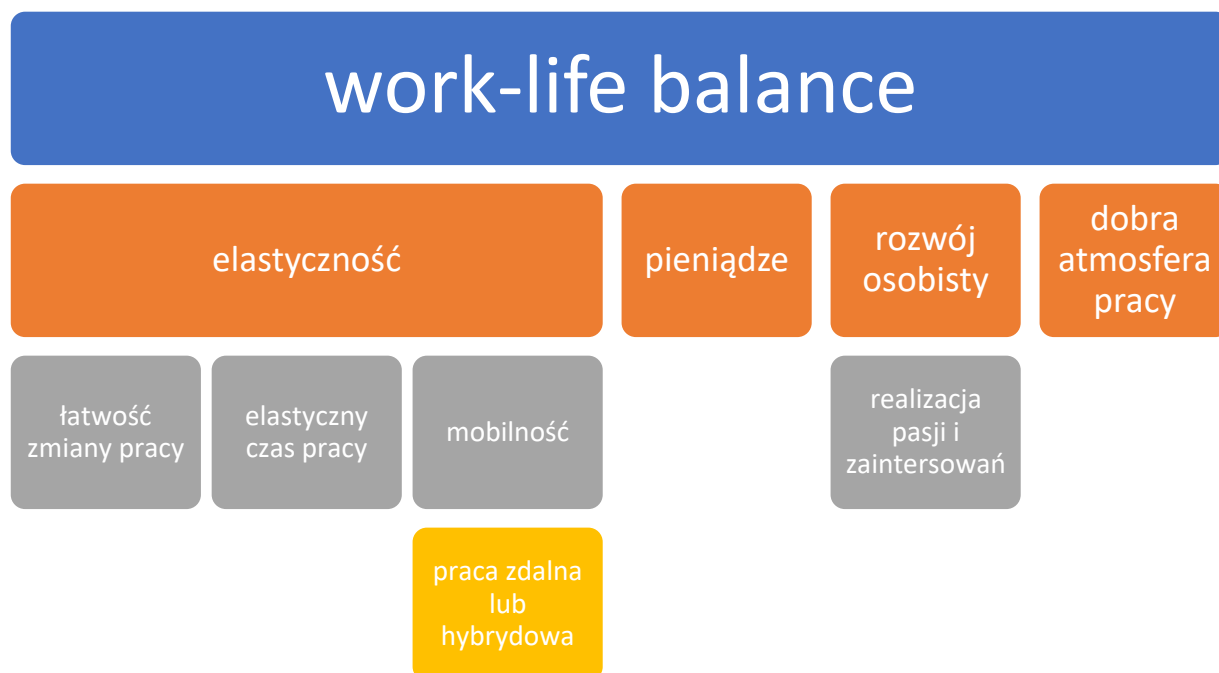 work-life balance
elastyczność
pieniądze
rozwój
osobisty
dobra
atmosfera
pracy
łatwość
zmiany pracy
elastyczny
czas pracy
mobilność
realizacja
pasji i
zaintersowań
praca zdalna
lub
hybrydowa